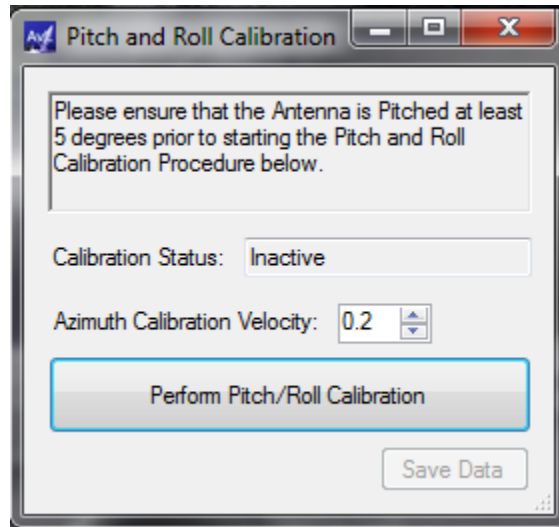 Pitch and Roll Calibration
Please ensure that the Antenna is Pitched at least
5 degrees prior to starting the Pitch and Roll
Calibration Procedure below.
Calibration Status: Inactive
Azimuth Calibration Velocity: 0.2
Perform Pitch/Roll Calibration
Save Data